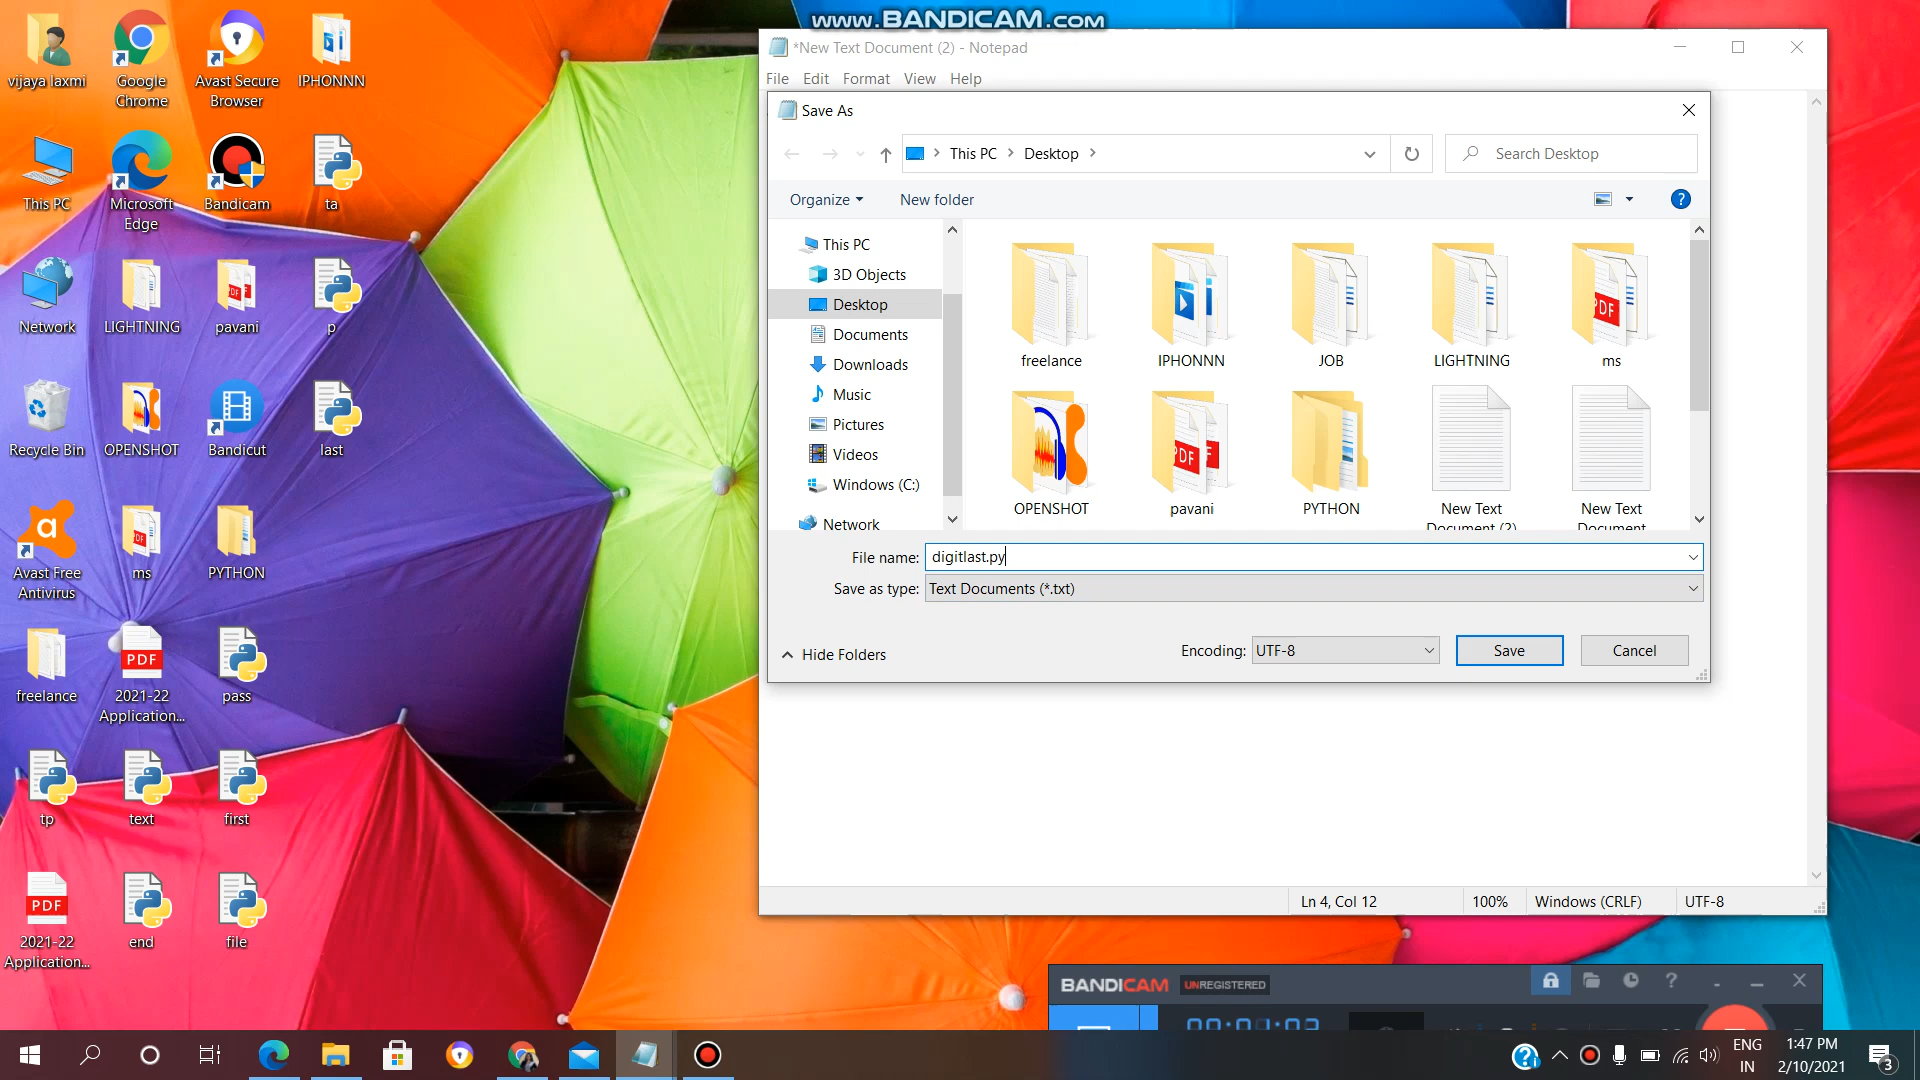 www.BANDICAM.com
vijaya laxmi
Google
Chrome
Avast Secure
Browser
IPHONNN
This PC
Microsoft
Edge
Bandicam
ta
Network
LIGHTNING
pavani
p
Recycle Bin
OPENSHOT
Bandicut
last
Avast Free
Antivirus
ms
PYTHON
freelance
PDF
2021-22
Application...
pass
tp
text
first
PDF
2021-22
Application...
end
file
*New Text Document (2) - Notepad
File Edit Format View Help
Save As
This PC > Desktop >
Search Desktop
Organize
New folder
This PC
3D Objects
Desktop
Documents
Downloads
Music
Pictures
Videos
Windows (C:)
Network
freelance
IPHONNN
JOB
LIGHTNING
PDF
ms
OPENSHOT
PDF
pavani
PYTHON
New Text
Document (2)
New Text
Document
File name: digitlast.py
Save as type: Text Documents (*.txt)
Hide Folders
Encoding: UTF-8
Save
Cancel
Ln 4, Col 12
100%
Windows (CRLF)
UTF-8
BANDICAM UNREGISTERED
ENG
IN
1:47 PM
2/10/2021
3